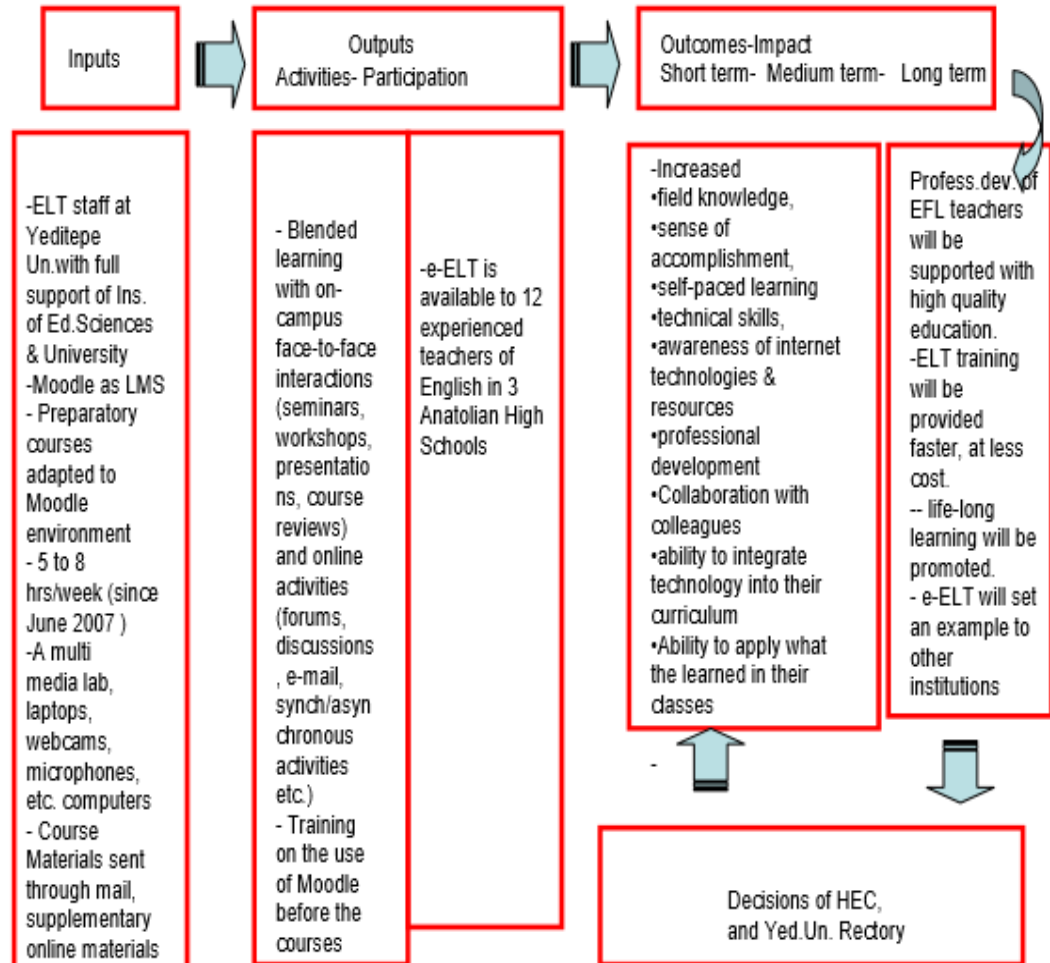 Inputs
Outputs
Activities- Participation
Outcomes-Impact
Short term- Medium term- Long term
-ELT staff at
Yeditepe
Un.with full
support of Ins.
of Ed.Sciences
& University
-Moodle as LMS
- Preparatory
courses
adapted to
Moodle
environment
- 5 to 8
hrs/week (since
June 2007 )
-A multi
media lab,
laptops,
webcams,
microphones,
etc. computers
- Course
Materials sent
through mail,
supplementary
online materials
- Blended
learning
with on-
campus
face-to-face
interactions
(seminars,
workshops,
presentatio
ns, course
reviews)
and online
activities
(forums,
discussions
, e-mail,
synch/asyn
chronous
activities
etc.)
- Training
on the use
of Moodle
before the
courses
-e-ELT is
available to 12
experienced
teachers of
English in 3
Anatolian High
Schools
-Increased
•field knowledge,
•sense of
accomplishment,
•self-paced learning
•technical skills,
•awareness of internet
technologies &
resources
•professional
development
•Collaboration with
colleagues
•ability to integrate
technology into their
curriculum
•Ability to apply what
the learned in their
classes
-
Profess.dev. of
EFL teachers
will be
supported with
high quality
education.
-ELT training
will be
provided
faster, at less
cost.
-- life-long
learning will be
promoted.
- e-ELT will set
an example to
other
institutions
Decisions of HEC,
and Yed.Un. Rectory